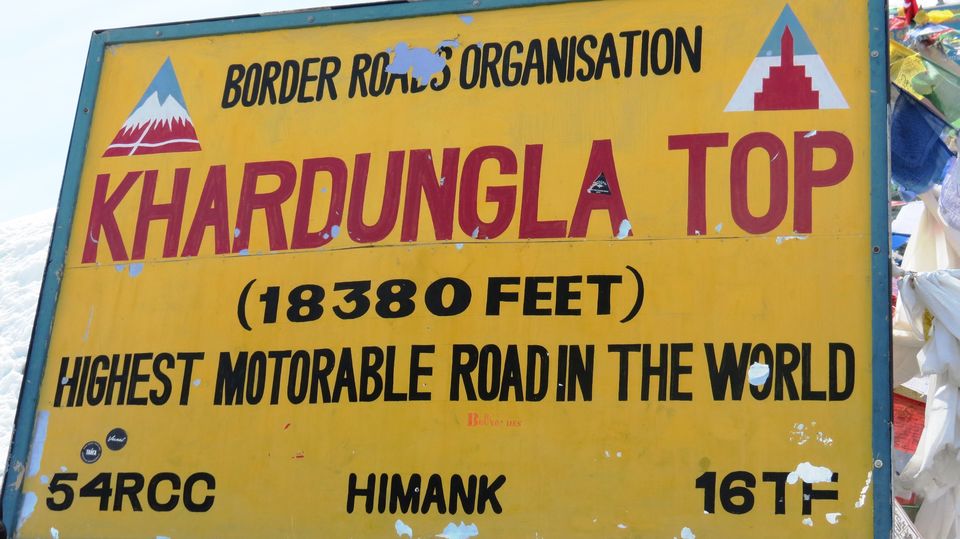 BORDER ROADS ORGANISATION
KHARDUNGLA TOP
(18380 FEET)
HIGHEST MOTORABLE ROAD IN THE WORLD
54RCC HIMANK 16TF